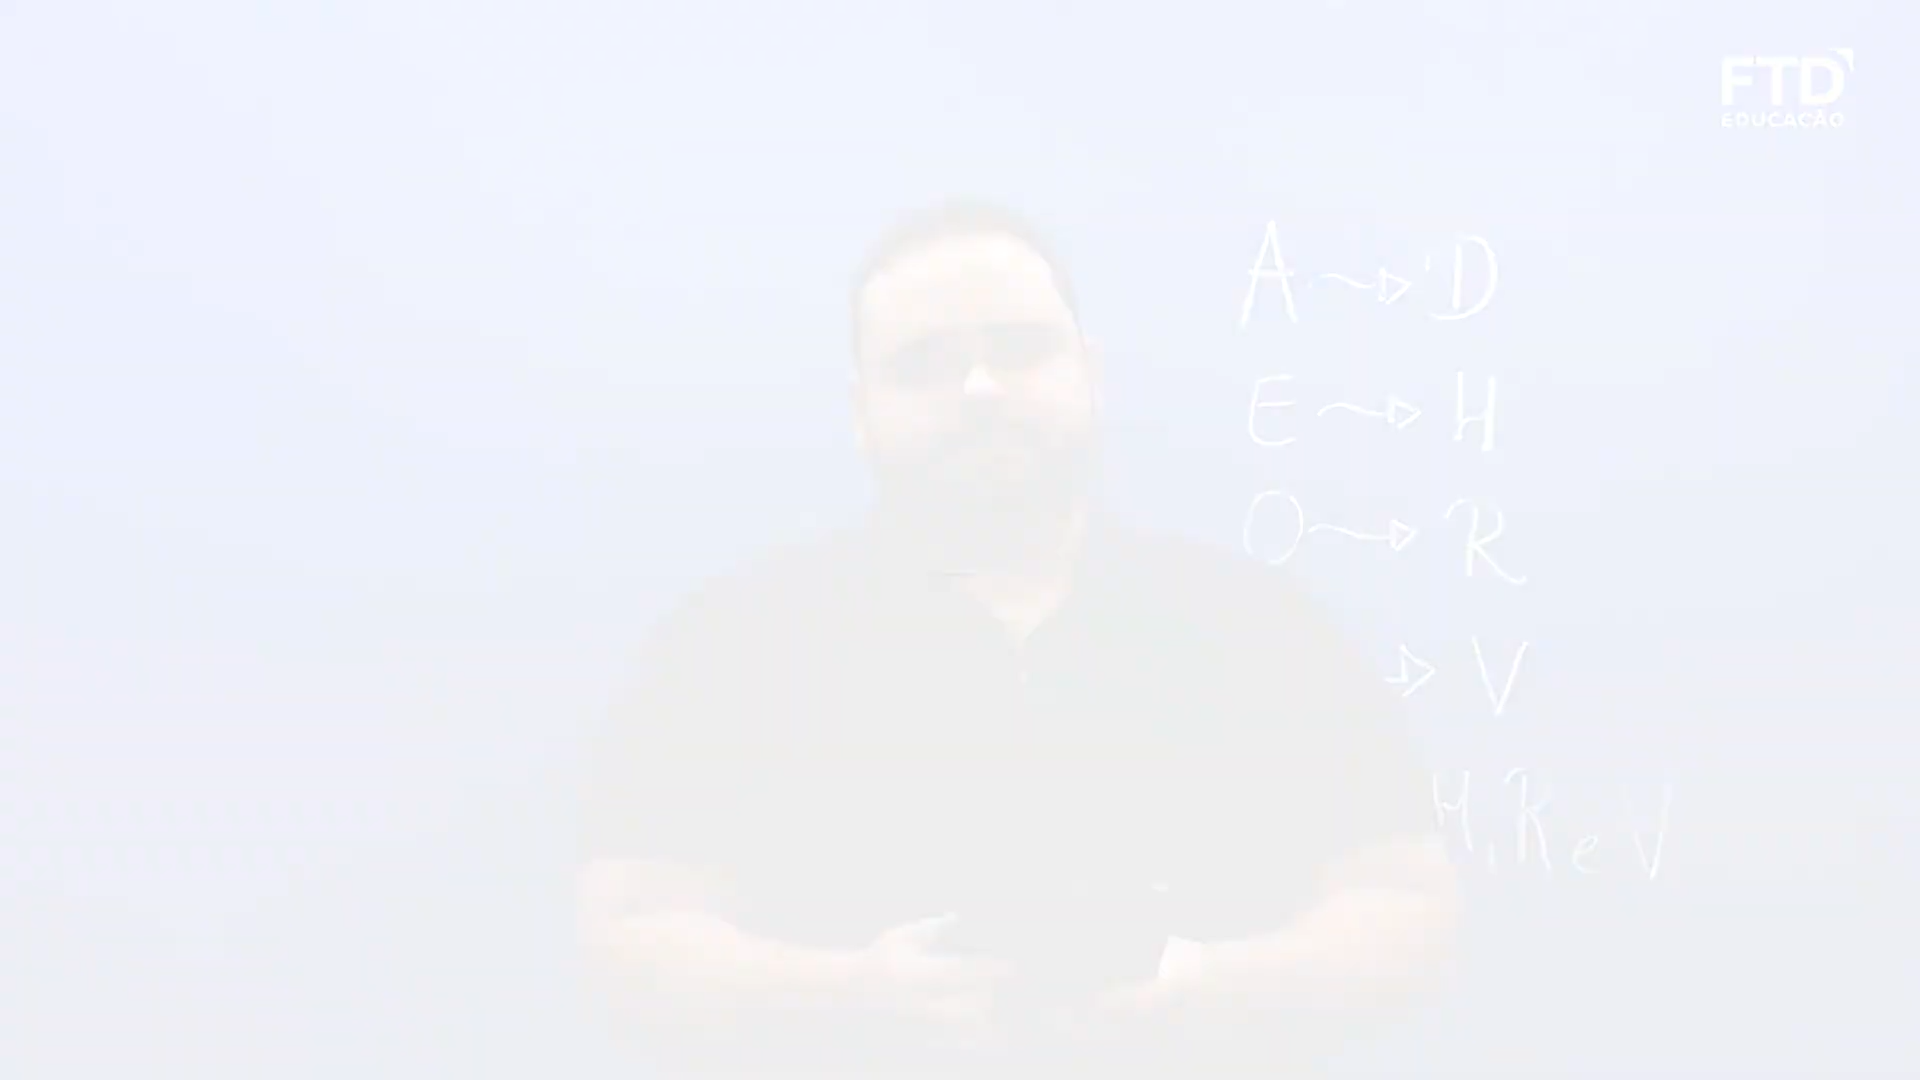 FTD
EDUCAÇÃO
A → D
E → H
O → R
→ V
H, R e V